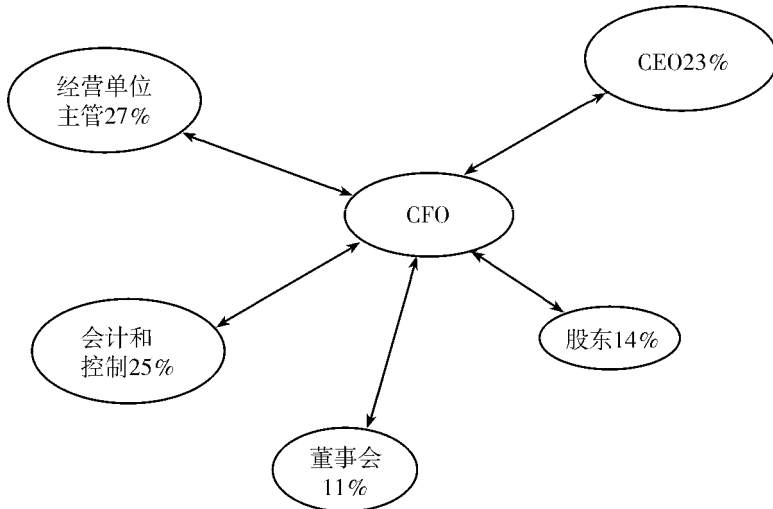 经营单位
主管27%
CEO23%
CFO
会计和
控制25%
股东14%
董事会
11%